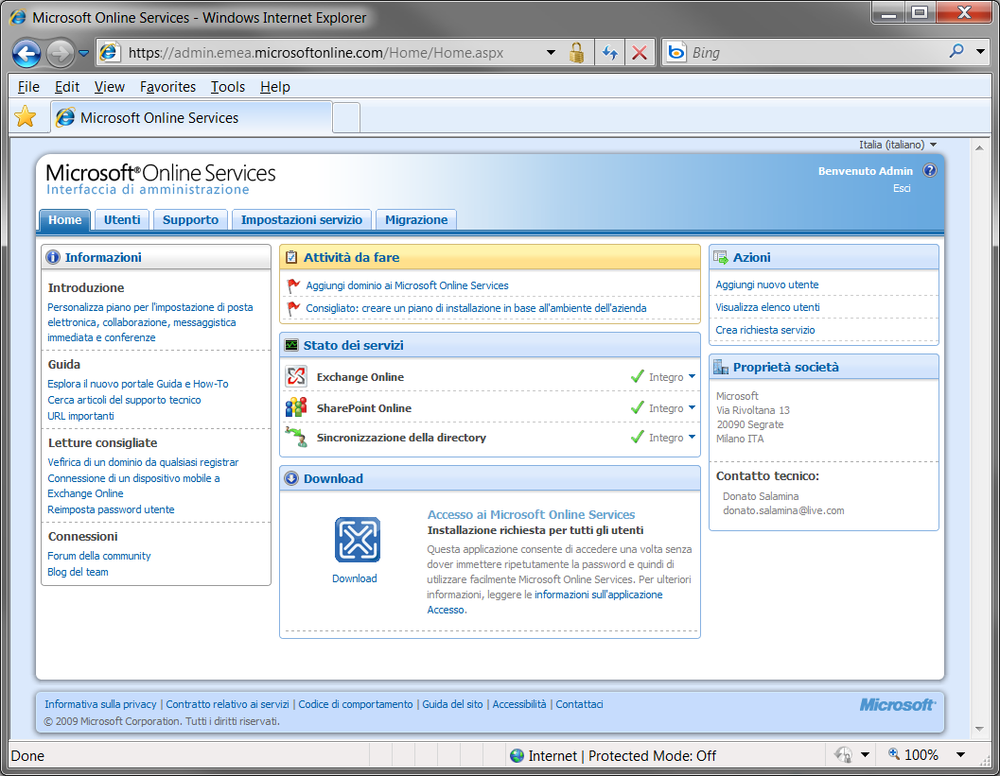 Microsoft Online Services - Windows Internet Explorer
https://admin.emea.microsoftonline.com/Home/Home.aspx
Bing
File Edit View Favorites Tools Help
Microsoft Online Services
Italia (italiano)
Microsoft® Online Services
Interfaccia di amministrazione
Benvenuto Admin
Esci
Home Utenti Supporto Impostazioni servizio Migrazione
Informazioni
Introduzione
Personalizza piano per l'impostazione di posta
elettronica, collaborazione, messaggistica
immediata e conferenze
Guida
Esplora il nuovo portale Guida e How-To
Cerca articoli del supporto tecnico
URL importanti
Letture consigliate
Vefirica di un dominio da qualsiasi registrar
Connessione di un dispositivo mobile a
Exchange Online
Reimposta password utente
Connessioni
Forum della community
Blog del team
Attività da fare
Aggiungi dominio ai Microsoft Online Services
Consigliato: creare un piano di installazione in base all'ambiente dell'azienda
Stato dei servizi
Exchange Online Integro
SharePoint Online Integro
Sincronizzazione della directory Integro
Download
Download
Accesso ai Microsoft Online Services
Installazione richiesta per tutti gli utenti
Questa applicazione consente di accedere una volta senza
dover immettere ripetutamente la password e quindi di
utilizzare facilmente Microsoft Online Services. Per ulteriori
informazioni, leggere le informazioni sull'applicazione
Accesso.
Azioni
Aggiungi nuovo utente
Visualizza elenco utenti
Crea richiesta servizio
Proprietà società
Microsoft
Via Rivoltana 13
20090 Segrate
Milano ITA
Contatto tecnico:
Donato Salamina
donato.salamina@live.com
Informativa sulla privacy | Contratto relativo ai servizi | Codice di comportamento | Guida del sito | Accessibilità | Contattaci
© 2009 Microsoft Corporation. Tutti i diritti riservati.
Microsoft
Done
Internet | Protected Mode: Off
100%